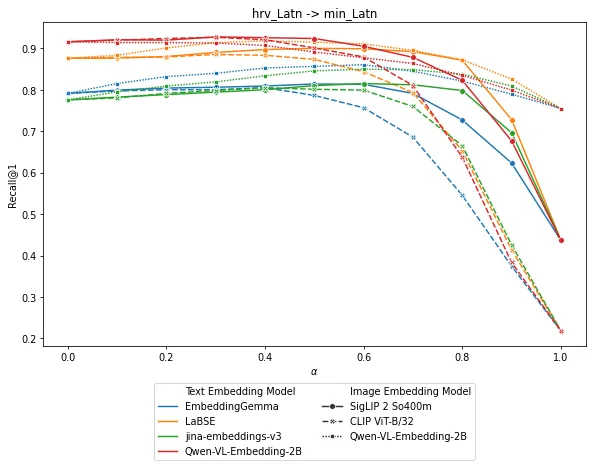 hrv_Latn -> min_Latn
Recall@1
0.9
0.8
0.7
0.6
0.5
0.4
0.3
0.2
0.0
0.2
0.4
0.6
0.8
1.0
α
Text Embedding Model
EmbeddingGemma
LaBSE
jina-embeddings-v3
Qwen-VL-Embedding-2B
Image Embedding Model
SigLIP 2 So400m
CLIP ViT-B/32
Qwen-VL-Embedding-2B